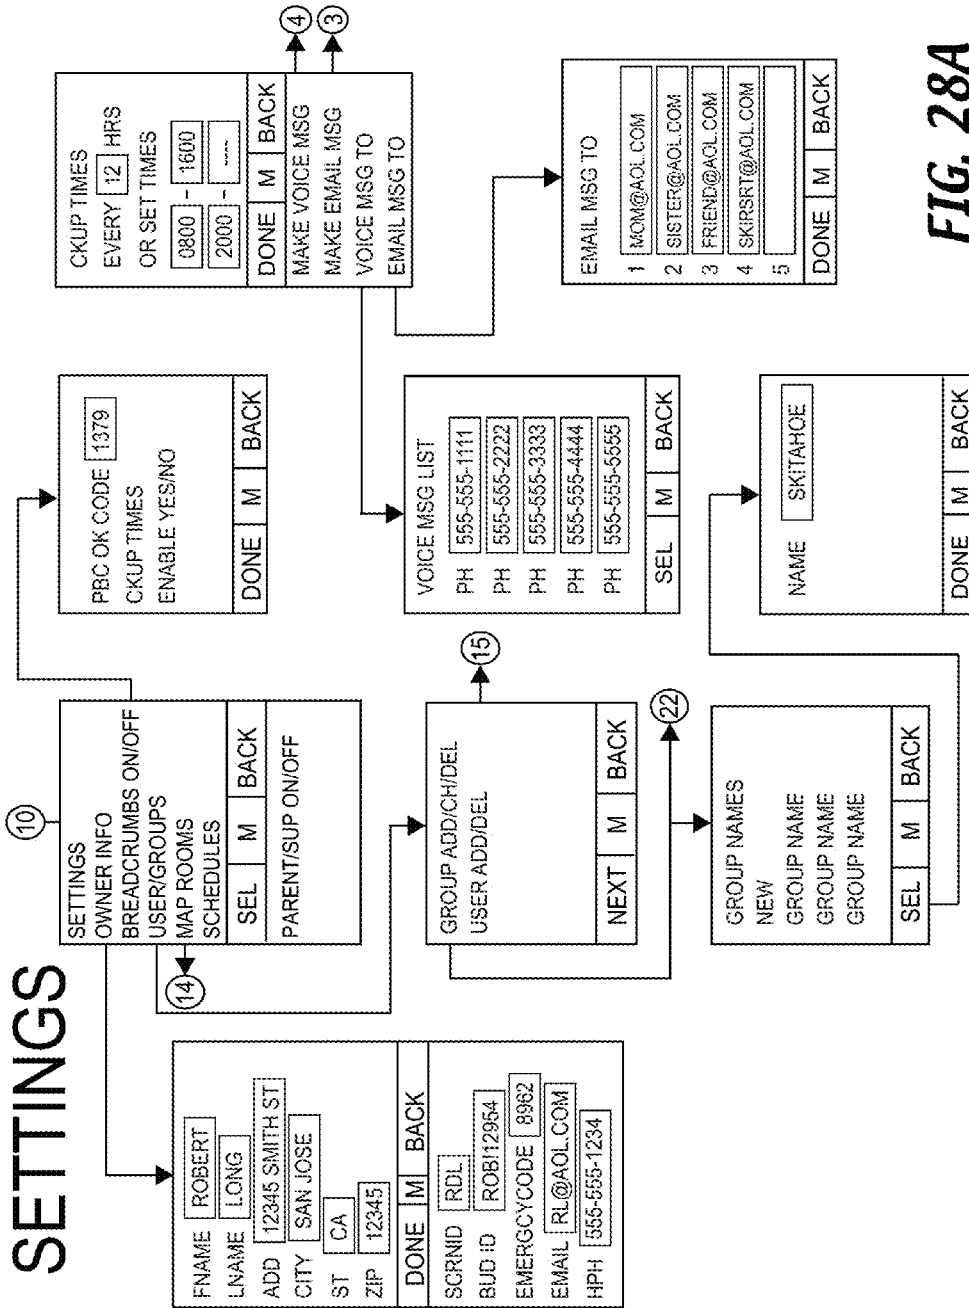 SETTINGS
10
SETTINGS
OWNER INFO
BREADCRUMBS ON/OFF
USER/GROUPS
MAP ROOMS
SCHEDULES
SEL M BACK
PARENT/SUP ON/OFF
14
FNAME ROBERT
LNAME LONG
ADD 12345 SMITH ST
CITY SAN JOSE
ST CA
ZIP 12345
DONE M BACK
SCRNID RDL
BUD ID ROB!12954
EMERGCYCODE 8962
EMAIL RL@AOL.COM
HPH 555-555-1234
PBC OK CODE 1379
CKUP TIMES
ENABLE YES/NO
DONE M BACK
CKUP TIMES
EVERY 12 HRS
OR SET TIMES
0800 - 1600
2000 - ----
DONE M BACK
MAKE VOICE MSG
MAKE EMAIL MSG
VOICE MSG TO
EMAIL MSG TO
4
3
GROUP ADD/CH/DEL
USER ADD/DEL
NEXT M BACK
15
22
VOICE MSG LIST
PH 555-555-1111
PH 555-555-2222
PH 555-555-3333
PH 555-555-4444
PH 555-555-5555
SEL M BACK
EMAIL MSG TO
1 MOM@AOL.COM
2 SISTER@AOL.COM
3 FRIEND@AOL.COM
4 SKIRSRT@AOL.COM
5
DONE M BACK
GROUP NAMES
NEW
GROUP NAME
GROUP NAME
GROUP NAME
SEL M BACK
NAME SKITAHOE
DONE M BACK
FIG. 28A